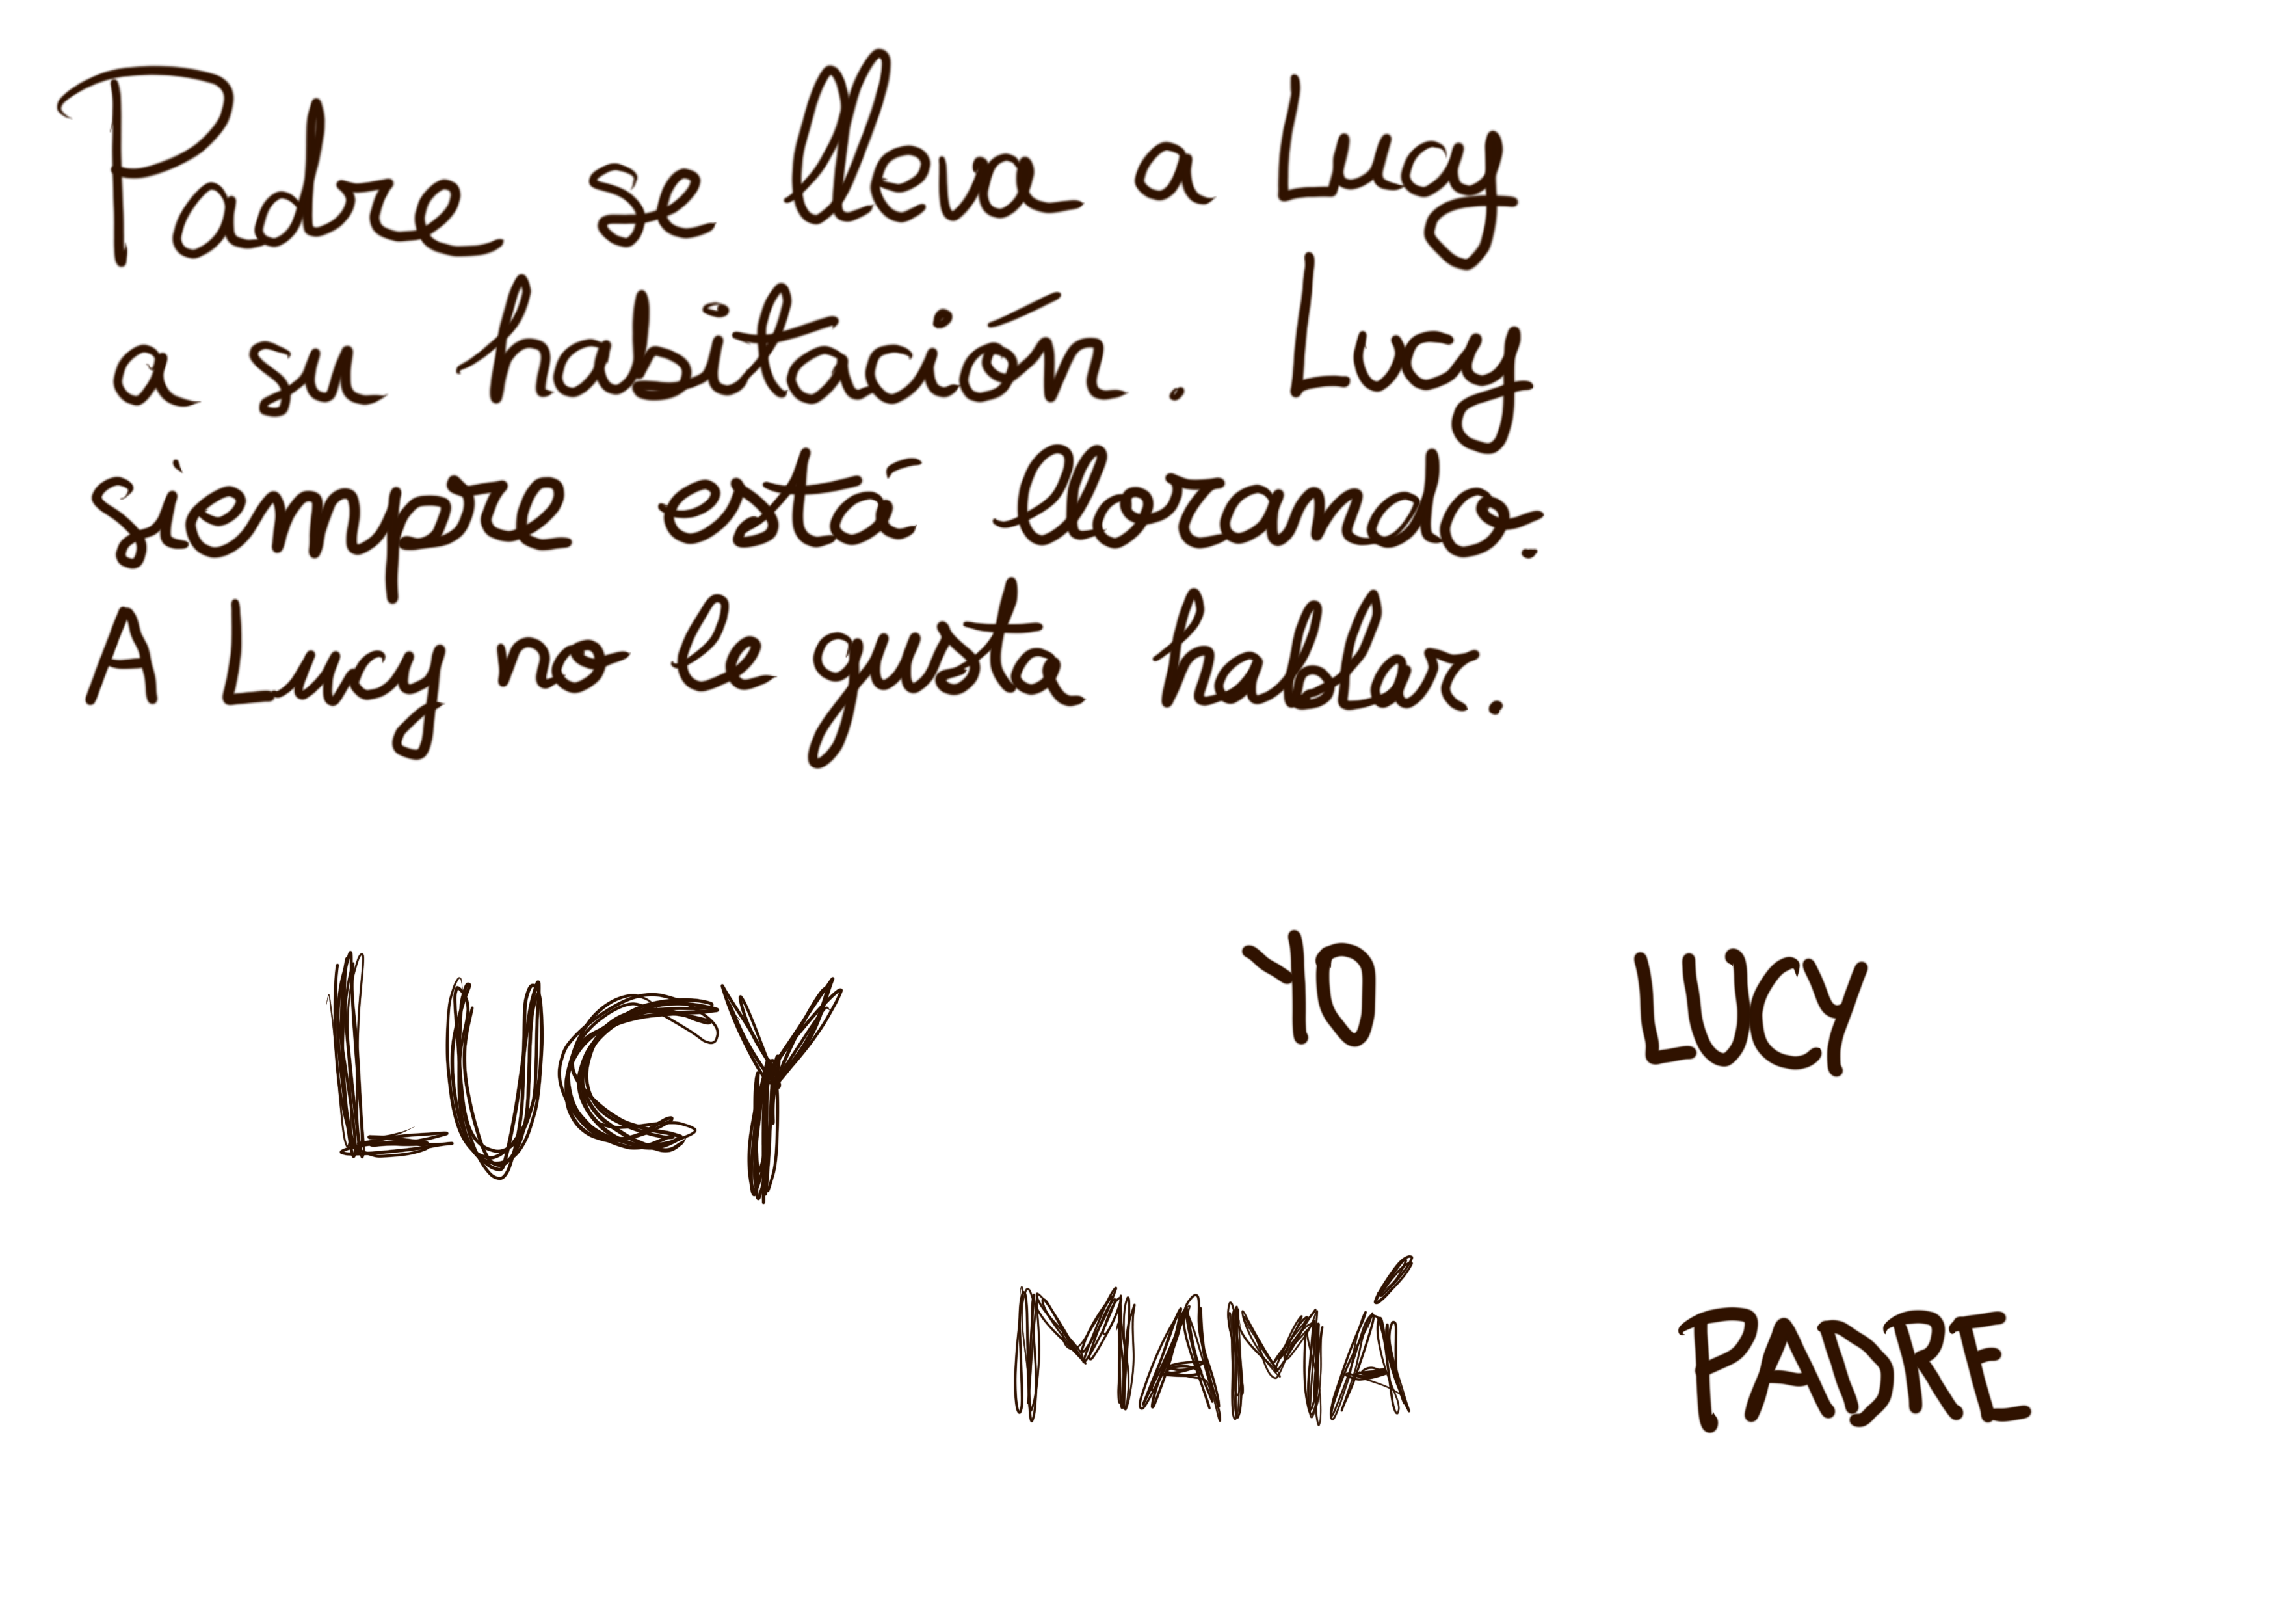 Padre se lleva a Lucy
a su habitación. Lucy
siempre está llorando.
A Lucy no le gusta hablar.
LUCY YO LUCY
MAMÁ PADRE